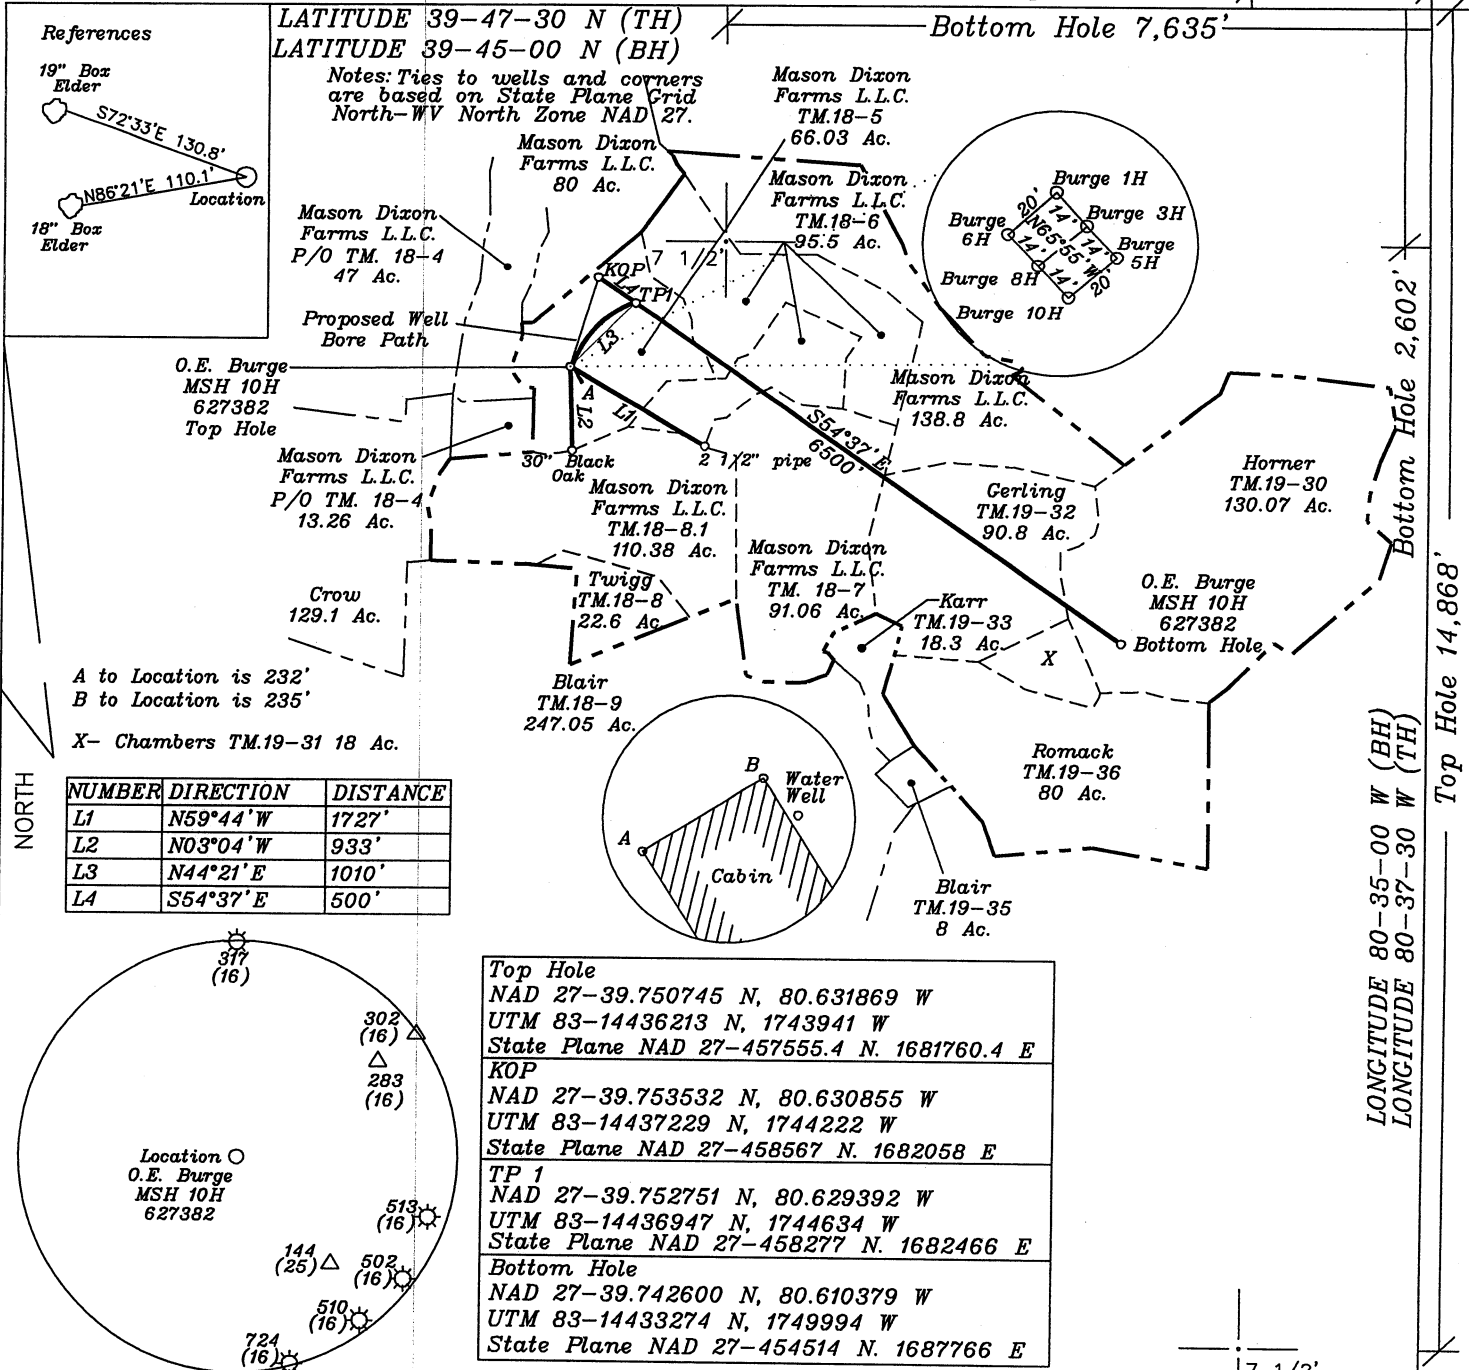 References
19" Box
Elder
S72°33'E 130.8'
N86°21'E 110.1'
Location
18" Box
Elder
LATITUDE 39-47-30 N (TH)
LATITUDE 39-45-00 N (BH)
Bottom Hole 7,635'
Notes: Ties to wells and corners
are based on State Plane Grid
North-WV North Zone NAD 27.
Mason Dixon
Farms L.L.C.
TM.18-5
66.03 Ac.
Mason Dixon
Farms L.L.C.
80 Ac.
Mason Dixon
Farms L.L.C.
TM.18-6
95.5 Ac.
Mason Dixon
Farms L.L.C.
P/O TM. 18-4
47 Ac.
7 1/2'
Burge 1H
Burge 3H
Burge
5H
Burge
6H
Burge 8H
Burge 10H
20'
14'
14'
N65°55'W
14'
14'
20'
KOP
L4
TP1
L3
Proposed Well
Bore Path
O.E. Burge
MSH 10H
627382
Top Hole
A
L2
L1
Mason Dixon
Farms L.L.C.
138.8 Ac.
S54°37'E
6500'
Mason Dixon
Farms L.L.C.
P/O TM. 18-4
13.26 Ac.
30" Black
Oak
2 1/2" pipe
Mason Dixon
Farms L.L.C.
TM.18-8.1
110.38 Ac.
Gerling
TM.19-32
90.8 Ac.
Horner
TM.19-30
130.07 Ac.
Mason Dixon
Farms L.L.C.
TM. 18-7
91.06 Ac.
Twigg
TM.18-8
22.6 Ac.
Crow
129.1 Ac.
Karr
TM.19-33
18.3 Ac.
O.E. Burge
MSH 10H
627382
Bottom Hole
X
A to Location is 232'
B to Location is 235'
X- Chambers TM.19-31 18 Ac.
Blair
TM.18-9
247.05 Ac.
Romack
TM.19-36
80 Ac.
B
Water
Well
A
Cabin
Blair
TM.19-35
8 Ac.
NORTH
NUMBER DIRECTION DISTANCE
L1 N59°44'W 1727'
L2 N03°04'W 933'
L3 N44°21'E 1010'
L4 S54°37'E 500'
317
(16)
302
(16)
283
(16)
Location
O.E. Burge
MSH 10H
627382
513
(16)
144
(25)
502
(16)
510
(16)
724
(16)
Top Hole
NAD 27-39.750745 N, 80.631869 W
UTM 83-14436213 N, 1743941 W
State Plane NAD 27-457555.4 N. 1681760.4 E
KOP
NAD 27-39.753532 N, 80.630855 W
UTM 83-14437229 N, 1744222 W
State Plane NAD 27-458567 N. 1682058 E
TP 1
NAD 27-39.752751 N, 80.629392 W
UTM 83-14436947 N, 1744634 W
State Plane NAD 27-458277 N. 1682466 E
Bottom Hole
NAD 27-39.742600 N, 80.610379 W
UTM 83-14433274 N, 1749994 W
State Plane NAD 27-454514 N. 1687766 E
Bottom Hole 2,602'
Top Hole 14,868'
LONGITUDE 80-35-00 W (BH)
LONGITUDE 80-37-30 W (TH)
7 1/2'